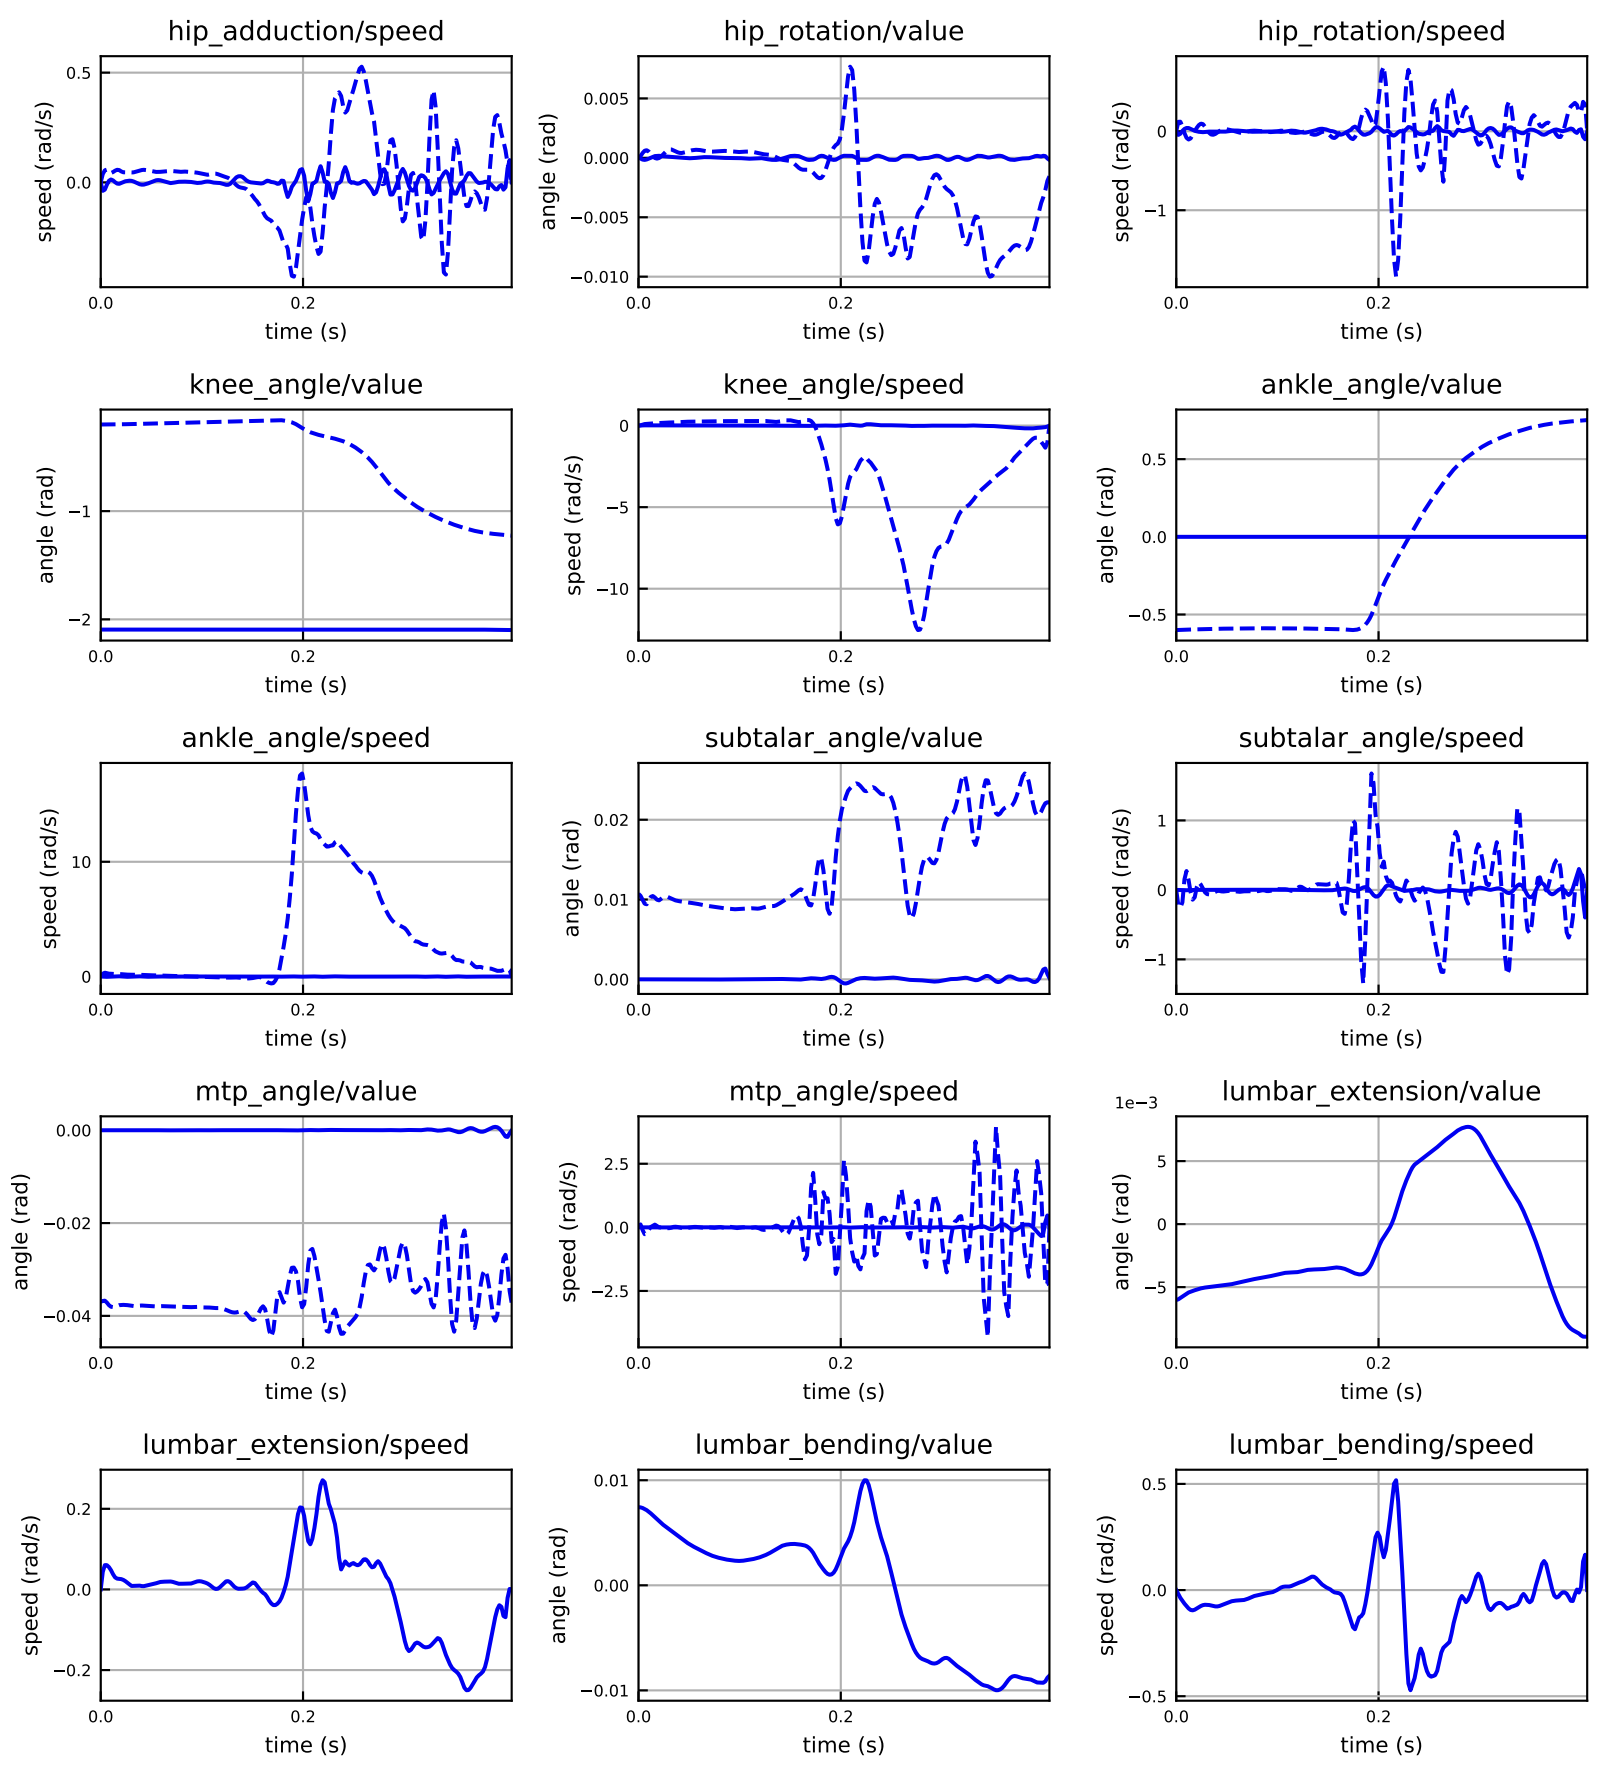 hip_adduction/speed
speed (rad/s)
0.5
0.0
0.0
0.2
time (s)
hip_rotation/value
angle (rad)
0.005
0.000
−0.005
−0.010
0.0
0.2
time (s)
hip_rotation/speed
speed (rad/s)
0
−1
0.0
0.2
time (s)
knee_angle/value
angle (rad)
−1
−2
0.0
0.2
time (s)
knee_angle/speed
speed (rad/s)
0
−5
−10
0.0
0.2
time (s)
ankle_angle/value
angle (rad)
0.5
0.0
−0.5
0.0
0.2
time (s)
ankle_angle/speed
speed (rad/s)
10
0
0.0
0.2
time (s)
subtalar_angle/value
angle (rad)
0.02
0.01
0.00
0.0
0.2
time (s)
subtalar_angle/speed
speed (rad/s)
1
0
−1
0.0
0.2
time (s)
mtp_angle/value
angle (rad)
0.00
−0.02
−0.04
0.0
0.2
time (s)
mtp_angle/speed
speed (rad/s)
2.5
0.0
−2.5
0.0
0.2
time (s)
lumbar_extension/value
1e−3
angle (rad)
5
0
−5
0.0
0.2
time (s)
lumbar_extension/speed
speed (rad/s)
0.2
0.0
−0.2
0.0
0.2
time (s)
lumbar_bending/value
angle (rad)
0.01
0.00
−0.01
0.0
0.2
time (s)
lumbar_bending/speed
speed (rad/s)
0.5
0.0
−0.5
0.0
0.2
time (s)